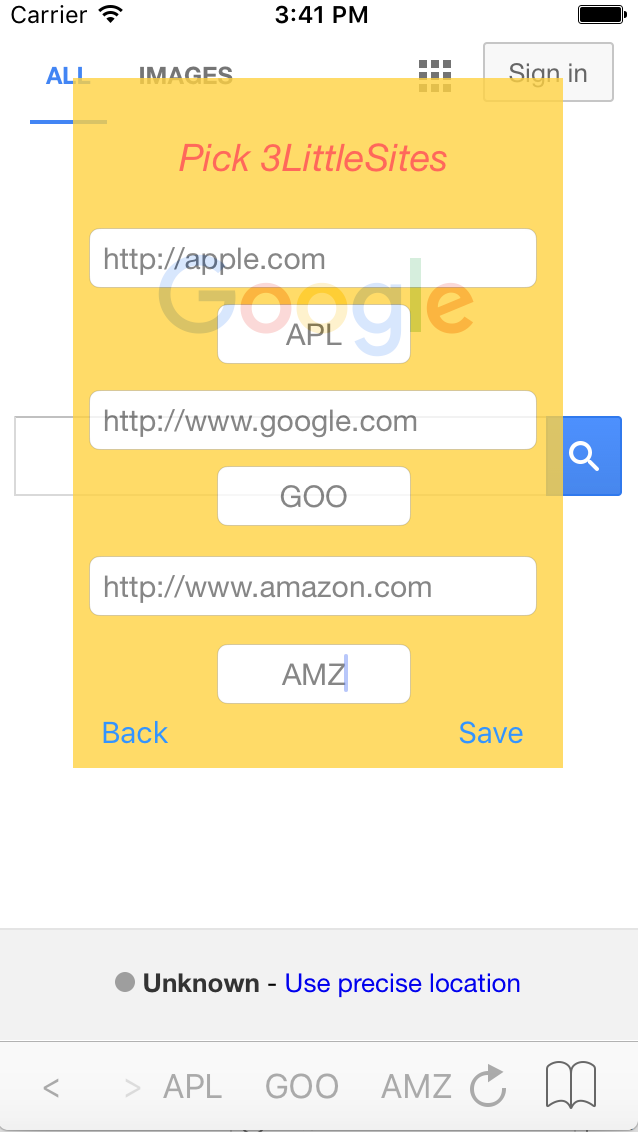 Carrier 3:41 PM
ALL IMAGES Sign in
Pick 3LittleSites
http://apple.com
Google
APL
http://www.google.com
GOO
http://www.amazon.com
AMZ
Back Save
Unknown - Use precise location
< > APL GOO AMZ